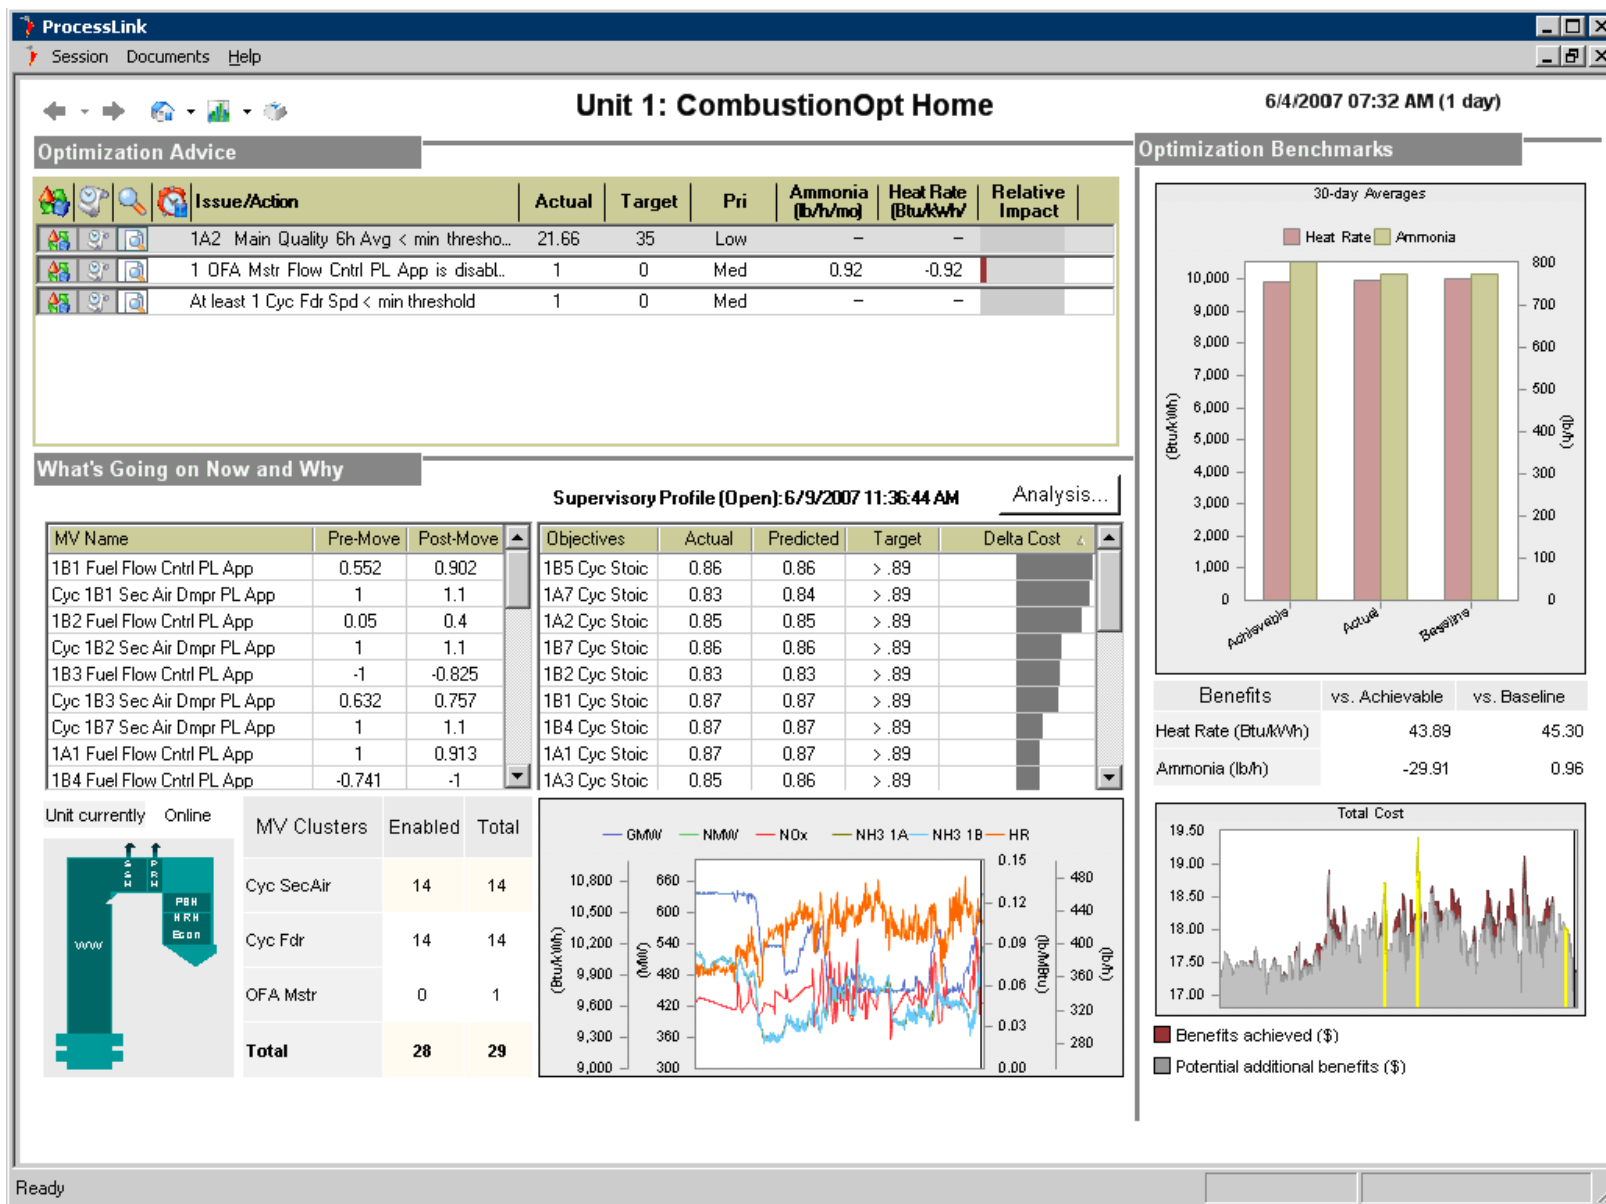 ProcessLink
Session Documents Help
Unit 1: CombustionOpt Home
6/4/2007 07:32 AM (1 day)
Optimization Advice
Issue/Action Actual Target Pri Ammonia (lb/h/mo) Heat Rate (Btu/kWh/ Relative Impact
1A2 Main Quality 6h Avg < min thresho... 21.66 35 Low – –
1 OFA Mstr Flow Cntrl PL App is disabl.. 1 0 Med 0.92 -0.92
At least 1 Cyc Fdr Spd < min threshold 1 0 Med – –
What's Going on Now and Why
Supervisory Profile (Open): 6/9/2007 11:36:44 AM
Analysis...
MV Name Pre-Move Post-Move
1B1 Fuel Flow Cntrl PL App 0.552 0.902
Cyc 1B1 Sec Air Dmpr PL App 1 1.1
1B2 Fuel Flow Cntrl PL App 0.05 0.4
Cyc 1B2 Sec Air Dmpr PL App 1 1.1
1B3 Fuel Flow Cntrl PL App -1 -0.825
Cyc 1B3 Sec Air Dmpr PL App 0.632 0.757
Cyc 1B7 Sec Air Dmpr PL App 1 1.1
1A1 Fuel Flow Cntrl PL App 1 0.913
1B4 Fuel Flow Cntrl PL App -0.741 -1
Objectives Actual Predicted Target Delta Cost
1B5 Cyc Stoic 0.86 0.86 > .89
1A7 Cyc Stoic 0.83 0.84 > .89
1A2 Cyc Stoic 0.85 0.85 > .89
1B7 Cyc Stoic 0.86 0.86 > .89
1B2 Cyc Stoic 0.83 0.83 > .89
1B1 Cyc Stoic 0.87 0.87 > .89
1B4 Cyc Stoic 0.87 0.87 > .89
1A1 Cyc Stoic 0.87 0.87 > .89
1A3 Cyc Stoic 0.85 0.86 > .89
Unit currently Online
SSH
PRH
PBH
HRH
Econ
WW
MV Clusters Enabled Total
Cyc SecAir 14 14
Cyc Fdr 14 14
OFA Mstr 0 1
Total 28 29
GMW NMW NOx NH3 1A NH3 1B HR
10,800
10,500
10,200
9,900
9,600
9,300
9,000
(Btu/kWh)
660
600
540
480
420
360
300
(MW)
0.15
0.12
0.09
0.06
0.03
0.00
(lb/MBtu)
480
440
400
360
320
280
(lb/h)
Optimization Benchmarks
30-day Averages
Heat Rate Ammonia
10,000
9,000
8,000
7,000
6,000
5,000
4,000
3,000
2,000
1,000
0
(Btu/kWh)
800
700
600
500
400
300
200
100
0
(lb/h)
Achievable Actual Baseline
Benefits vs. Achievable vs. Baseline
Heat Rate (Btu/kWh) 43.89 45.30
Ammonia (lb/h) -29.91 0.96
Total Cost
19.50
19.00
18.50
18.00
17.50
17.00
Benefits achieved ($)
Potential additional benefits ($)
Ready